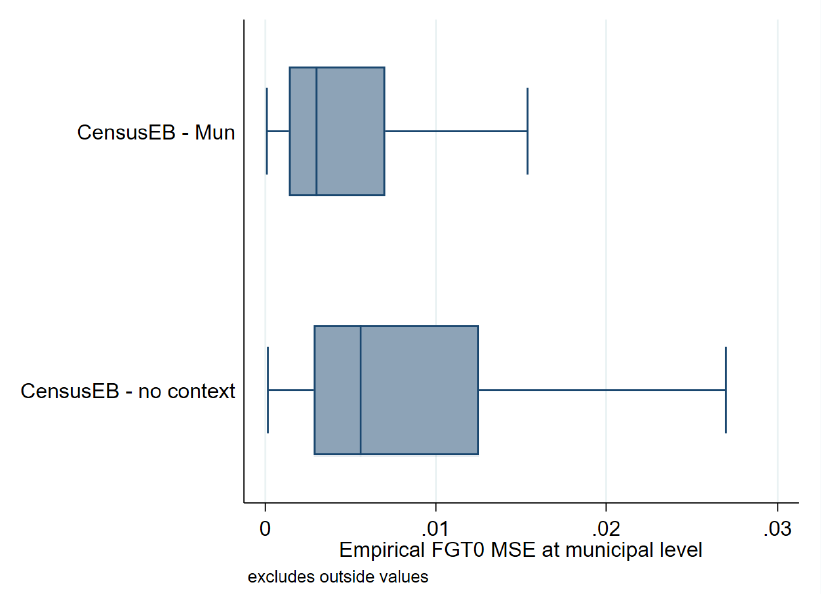 CensusEB - Mun
CensusEB - no context
0 .01 .02 .03
Empirical FGT0 MSE at municipal level
excludes outside values